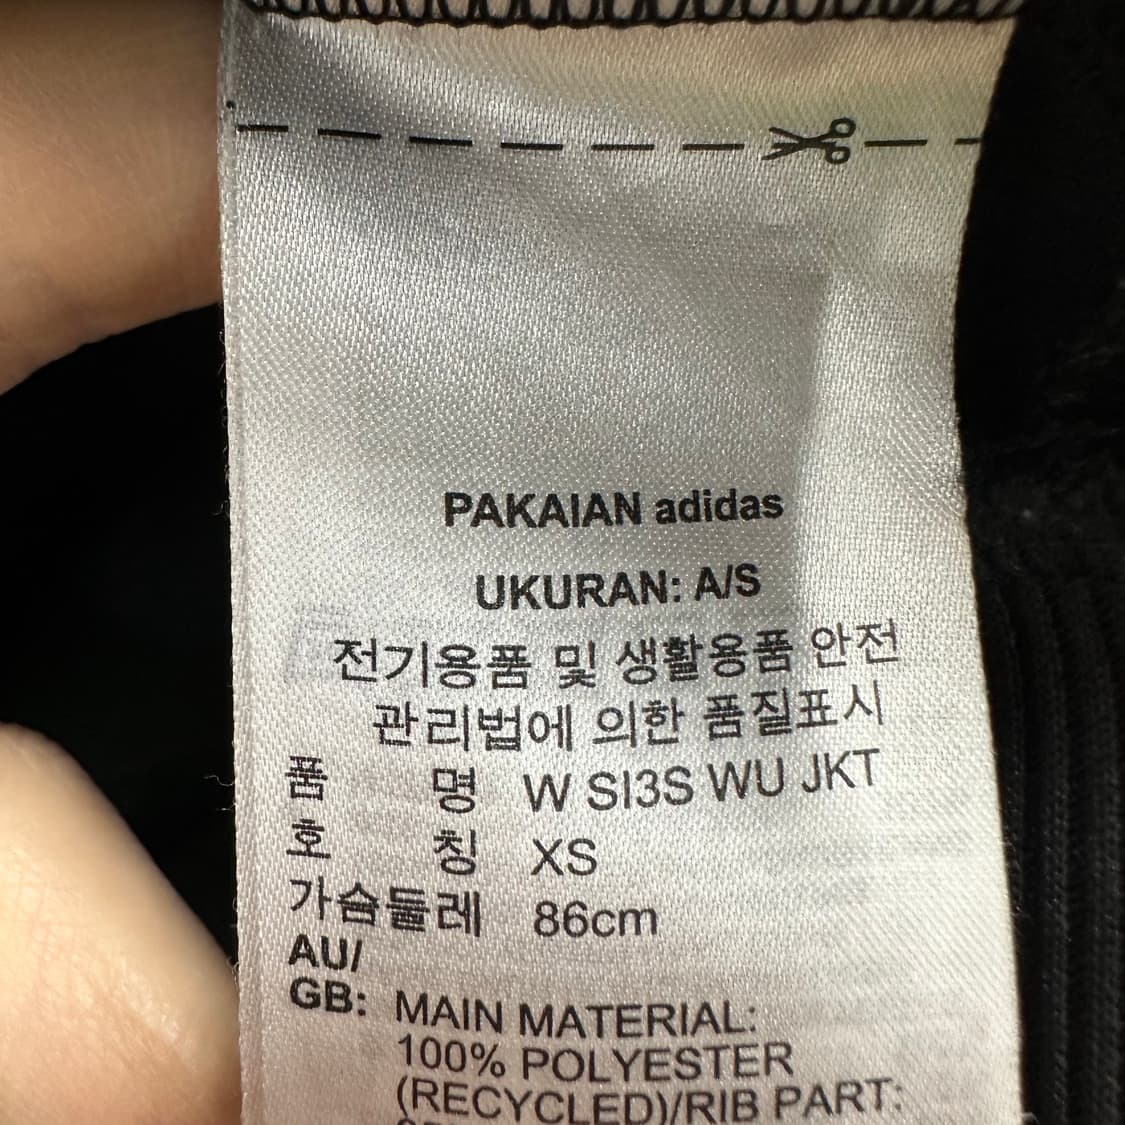 PAKAIAN adidas
UKURAN: A/S
전기용품 및 생활용품 안전
관리법에 의한 품질표시
품 명 W SI3S WU JKT
호 칭 XS
가슴둘레 86cm
AU/
GB: MAIN MATERIAL:
100% POLYESTER
(RECYCLED)/RIB PART: